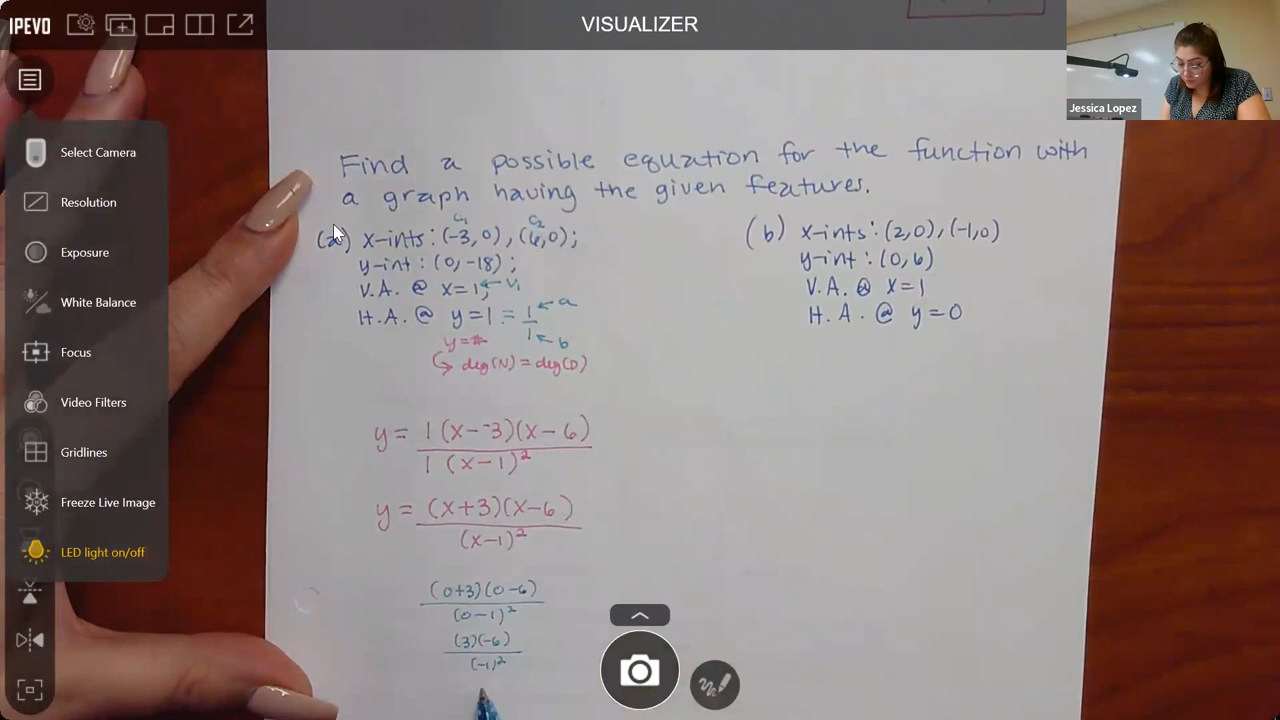 IPEVO
VISUALIZER
Jessica Lopez
Select Camera
Resolution
Exposure
White Balance
Focus
Video Filters
Gridlines
Freeze Live Image
LED light on/off
Find a possible equation for the function with
a graph having the given features.
(a) x-ints: (-3,0), (6,0);
C₁ C₂
y-int: (0,-18);
V.A. @ x=1; ← V₁
H.A. @ y=1 = 1/1 ← a
← b
y=#
↳ deg(N) = deg(D)
y = 1(x--3)(x-6)
1 (x-1)²
y = (x+3)(x-6)
(x-1)²
(0+3)(0-6)
(0-1)²
(3)(-6)
(-1)²
(b) x-ints: (2,0), (-1,0)
y-int: (0,6)
V.A. @ x=1
H.A. @ y=0